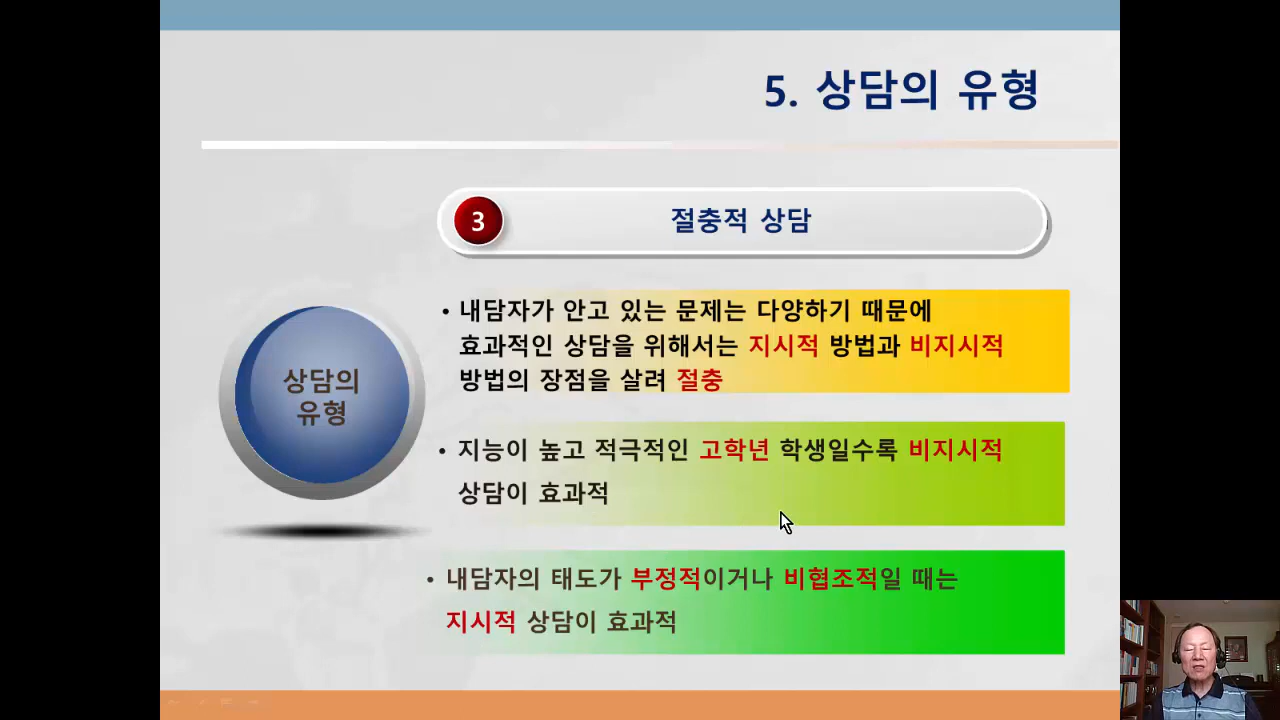 5. 상담의 유형
3
절충적 상담
상담의
유형
• 내담자가 안고 있는 문제는 다양하기 때문에
효과적인 상담을 위해서는 지시적 방법과 비지시적
방법의 장점을 살려 절충
• 지능이 높고 적극적인 고학년 학생일수록 비지시적
상담이 효과적
• 내담자의 태도가 부정적이거나 비협조적일 때는
지시적 상담이 효과적